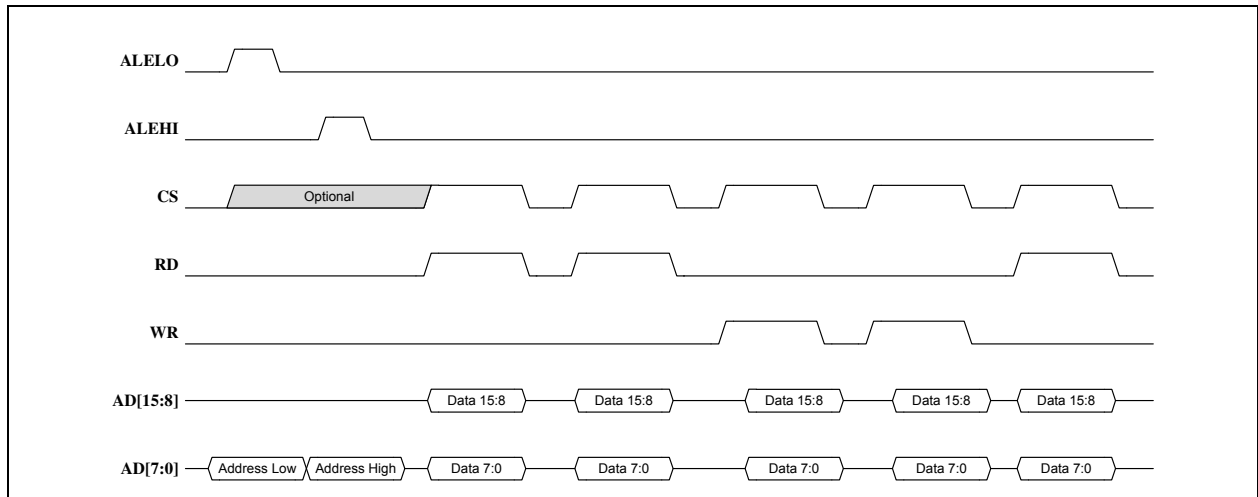 ALELO
ALEHI
CS Optional
RD
WR
AD[15:8] Data 15:8 Data 15:8 Data 15:8 Data 15:8 Data 15:8
AD[7:0] Address Low Address High Data 7:0 Data 7:0 Data 7:0 Data 7:0 Data 7:0